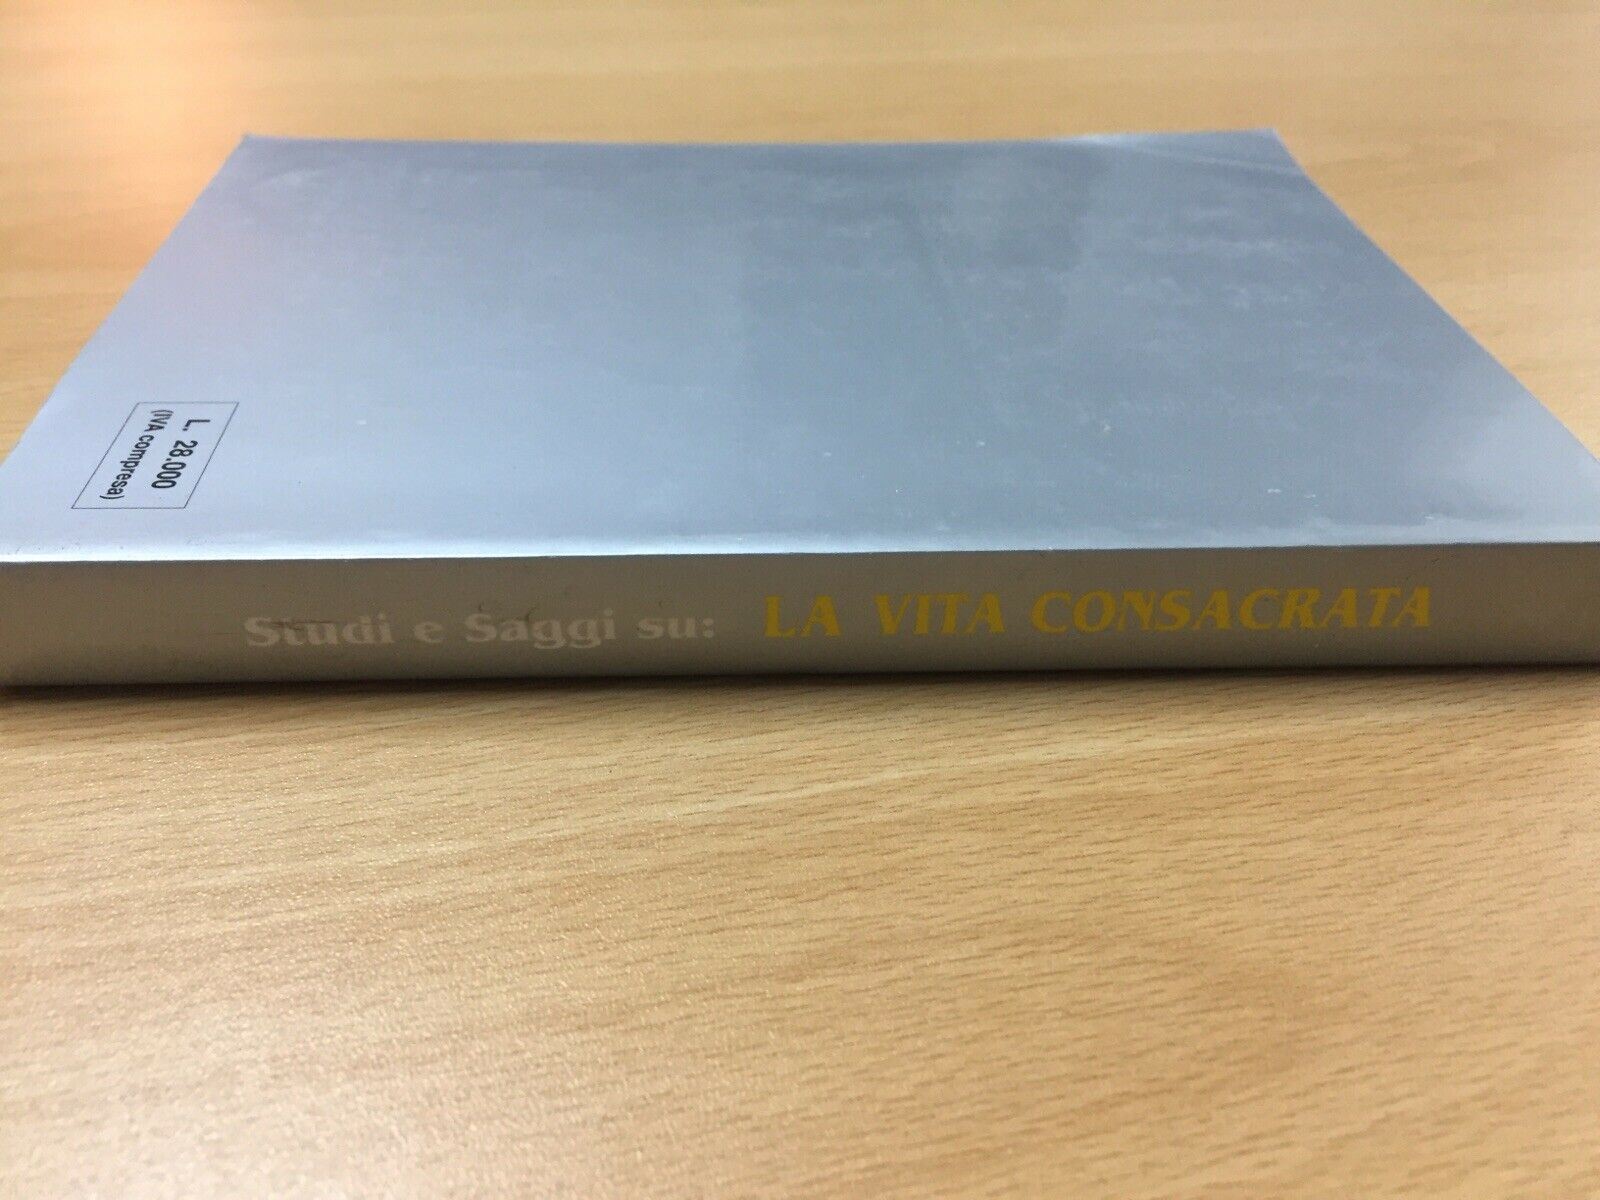 L. 28.000
(IVA compresa)
Studi e Saggi su: LA VITA CONSACRATA